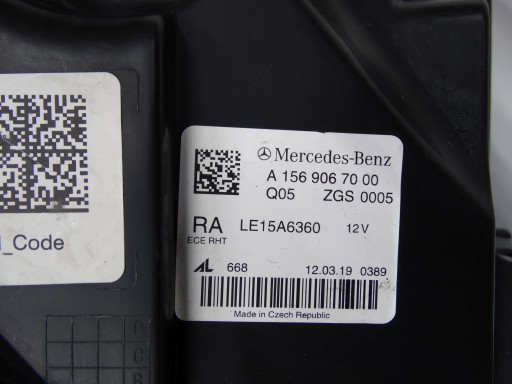 Mercedes-Benz
A 156 906 70 00
Q05 ZGS 0005
RA LE15A6360 12V
ECE RHT
AL 668 12.03.19 0389
Made in Czech Republic
_Code